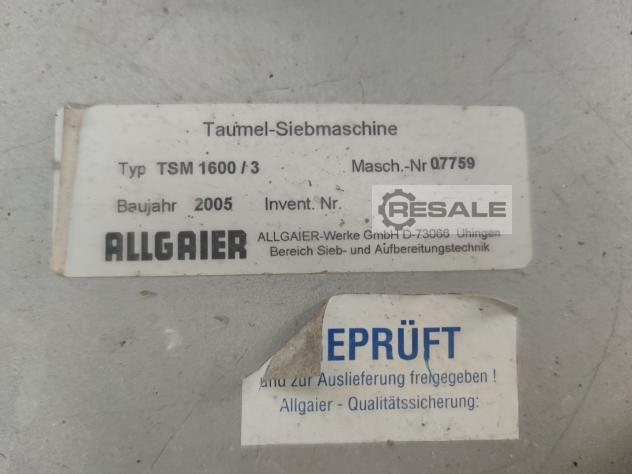 Taumel-Siebmaschine
Typ TSM 1600 / 3 Masch.-Nr 07759
Baujahr 2005 Invent. Nr.
RESALE
ALLGAIER ALLGAIER-Werke GmbH D-73066 Uhingen
Bereich Sieb- und Aufbereitungstechnik
EPRÜFT
und zur Auslieferung freigegeben !
Allgaier - Qualitätssicherung: